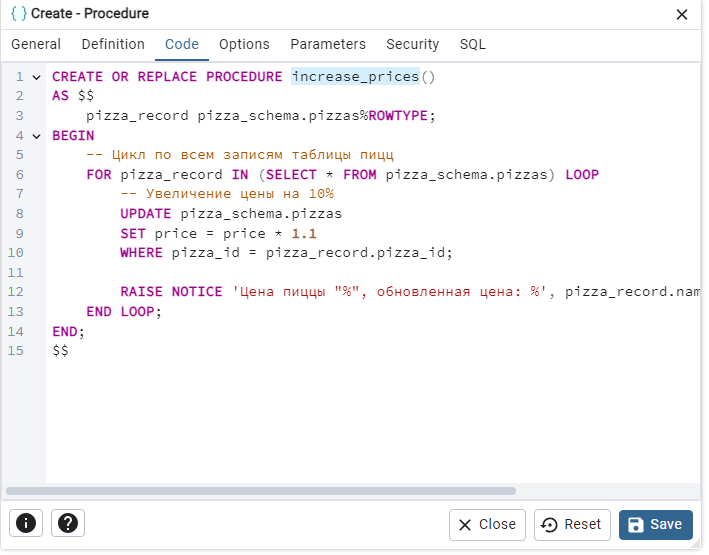 { } Create - Procedure
General Definition Code Options Parameters Security SQL
1 CREATE OR REPLACE PROCEDURE increase_prices()
2 AS $$
3 pizza_record pizza_schema.pizzas%ROWTYPE;
4 BEGIN
5 -- Цикл по всем записям таблицы пицц
6 FOR pizza_record IN (SELECT * FROM pizza_schema.pizzas) LOOP
7 -- Увеличение цены на 10%
8 UPDATE pizza_schema.pizzas
9 SET price = price * 1.1
10 WHERE pizza_id = pizza_record.pizza_id;
11
12 RAISE NOTICE 'Цена пиццы "%", обновленная цена: %', pizza_record.nam
13 END LOOP;
14 END;
15 $$
Close Reset Save